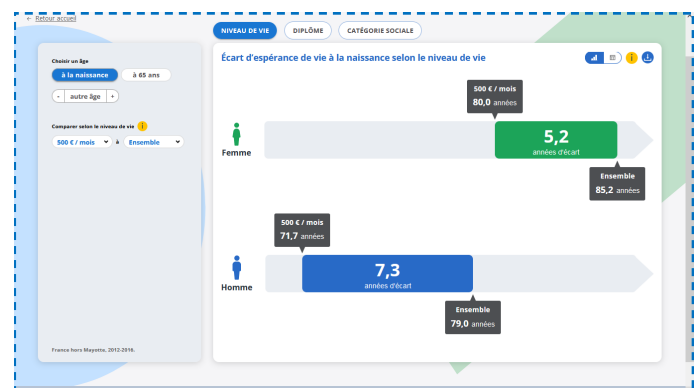 ← Retour accueil
NIVEAU DE VIE
DIPLÔME
CATÉGORIE SOCIALE
Choisir un âge
à la naissance
à 65 ans
- autre âge +
Comparer selon le niveau de vie i
500 € / mois à Ensemble
France hors Mayotte, 2012-2016.
Écart d'espérance de vie à la naissance selon le niveau de vie
i
500 € / mois
80,0 années
Femme
5,2
années d'écart
Ensemble
85,2 années
500 € / mois
71,7 années
Homme
7,3
années d'écart
Ensemble
79,0 années